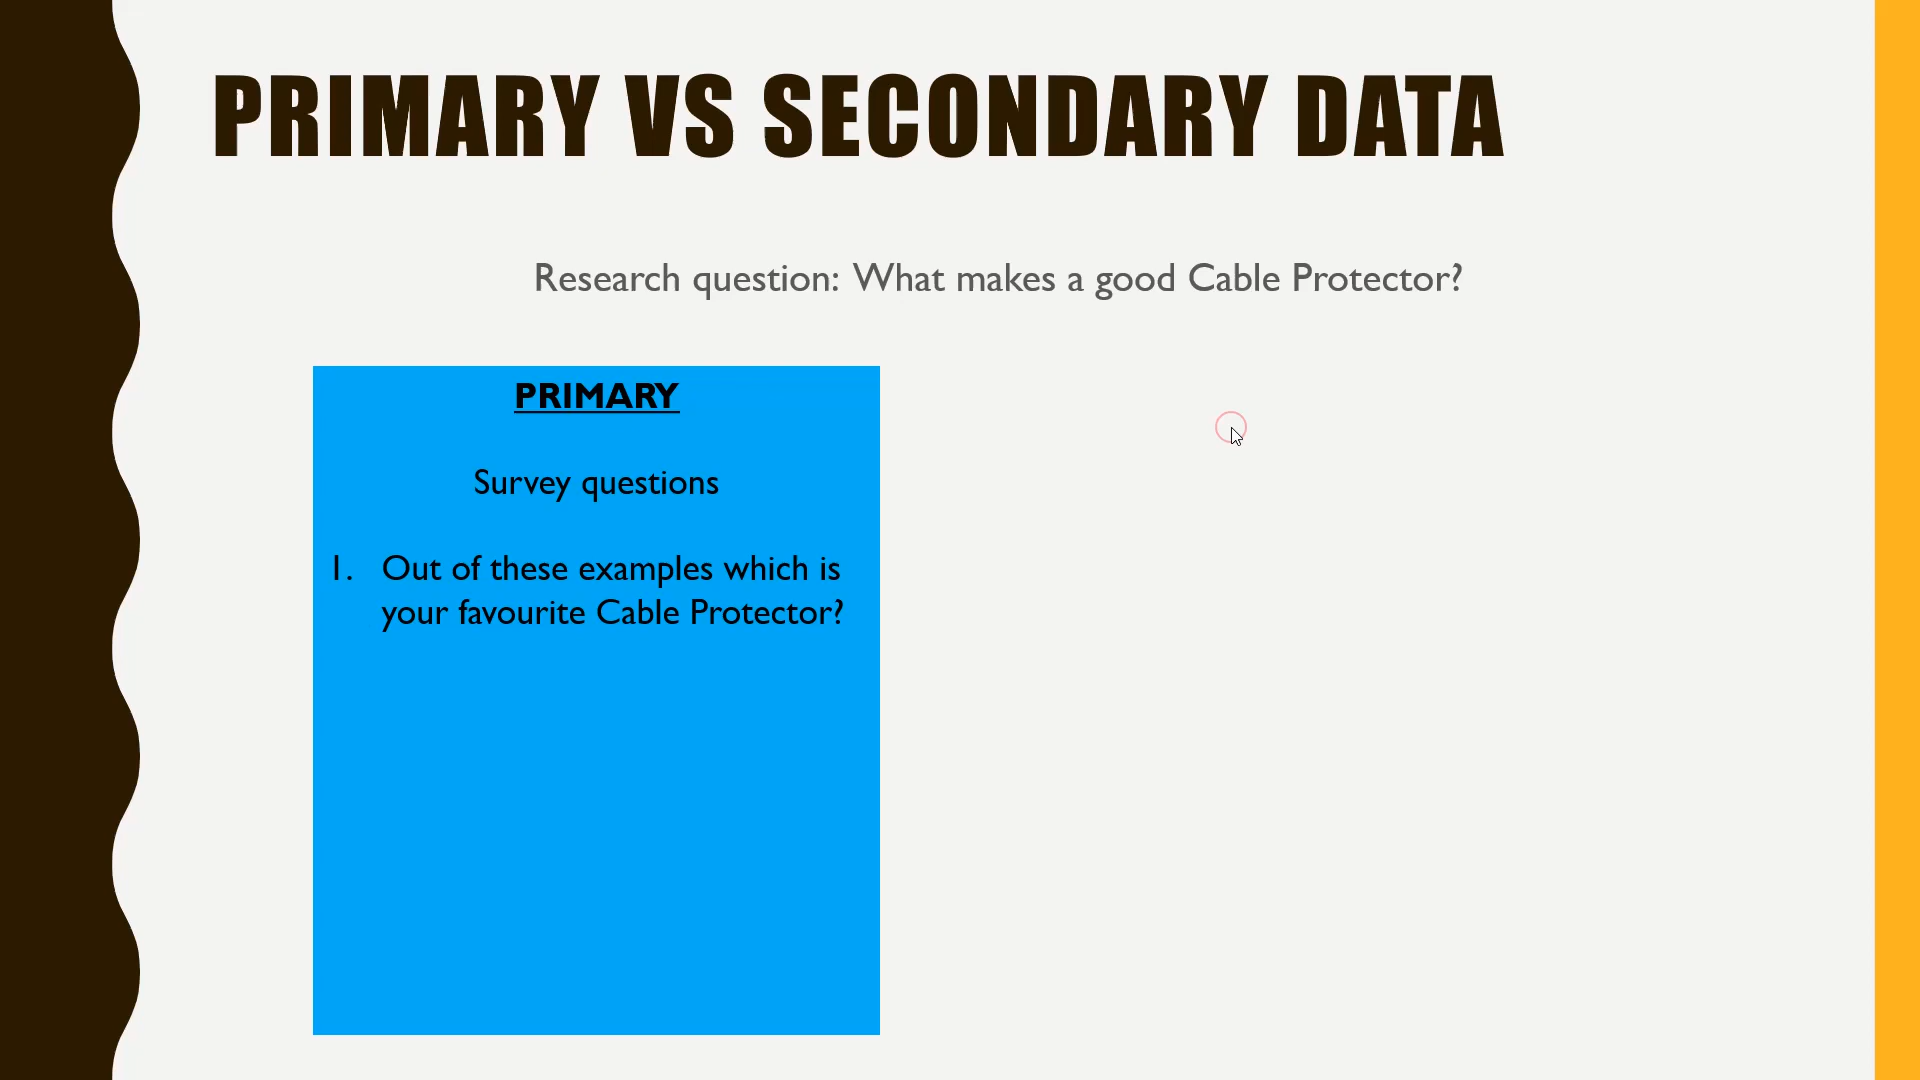 PRIMARY VS SECONDARY DATA
Research question: What makes a good Cable Protector?
PRIMARY
Survey questions
1. Out of these examples which is
your favourite Cable Protector?